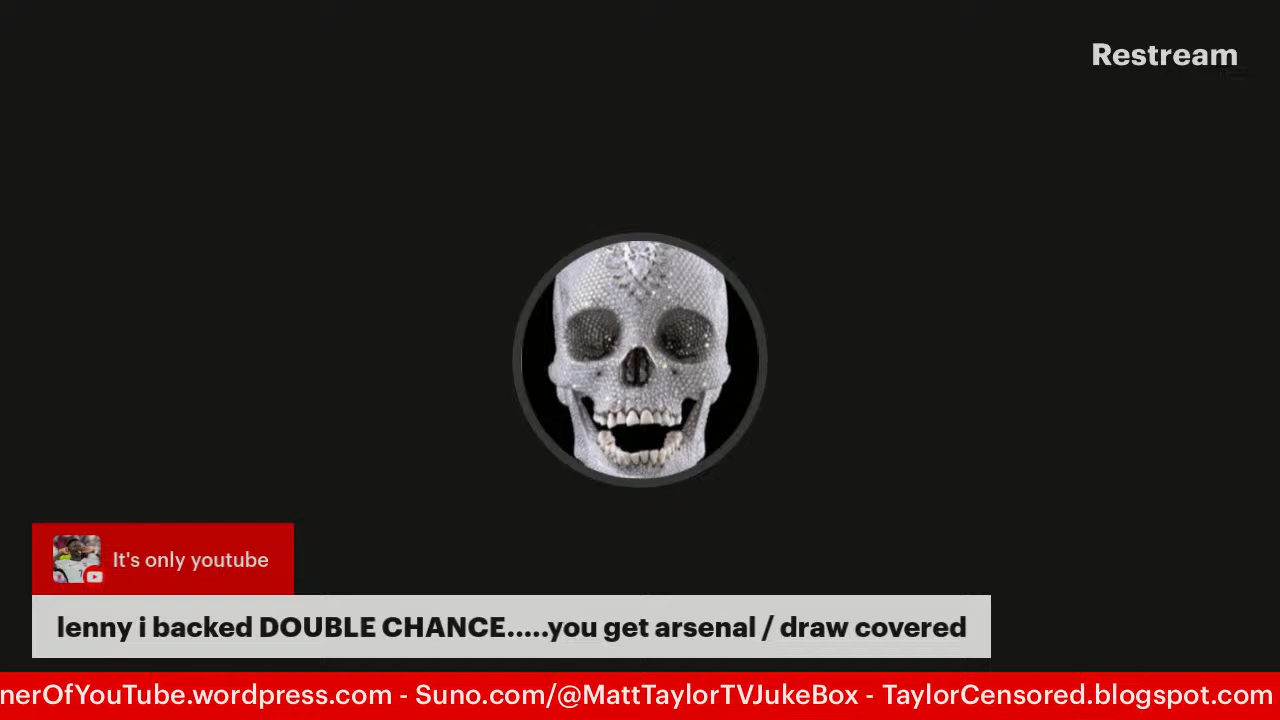 Restream
It's only youtube
lenny i backed DOUBLE CHANCE.....you get arsenal / draw covered
nerOfYouTube.wordpress.com - Suno.com/@MattTaylorTVJukeBox - TaylorCensored.blogspot.com